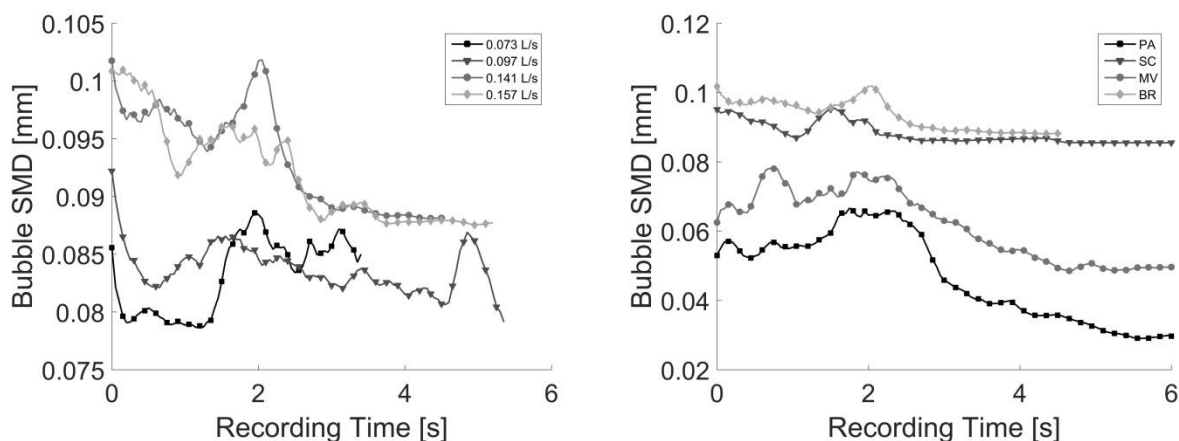 0.105
0.1
0.095
0.09
0.085
0.08
0.075
Bubble SMD [mm]
0 2 4 6
Recording Time [s]
0.073 L/s
0.097 L/s
0.141 L/s
0.157 L/s
0.12
0.1
0.08
0.06
0.04
0.02
Bubble SMD [mm]
0 2 4 6
Recording Time [s]
PA
SC
MV
BR